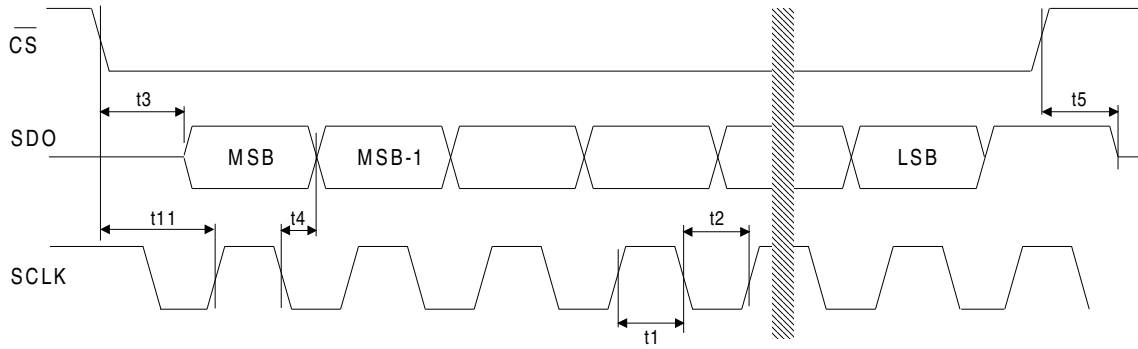 CS
t3
t5
SDO
MSB
MSB-1
LSB
t11
t4
t2
SCLK
t1